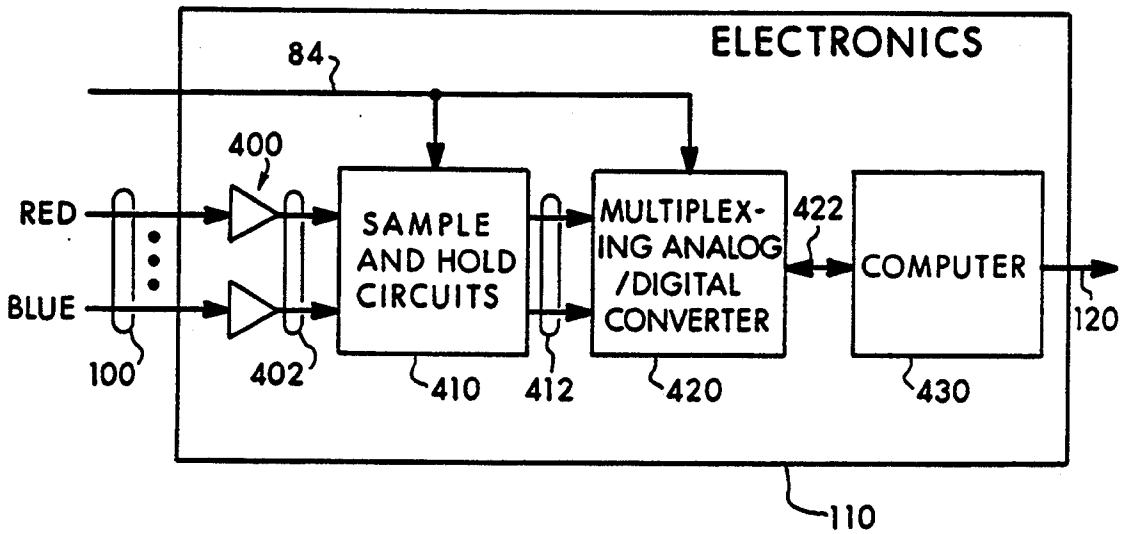 ELECTRONICS
84
400
RED
BLUE
100
402
SAMPLE
AND HOLD
CIRCUITS
410
412
MULTIPLEX-
ING ANALOG
/DIGITAL
CONVERTER
420
422
COMPUTER
430
120
110